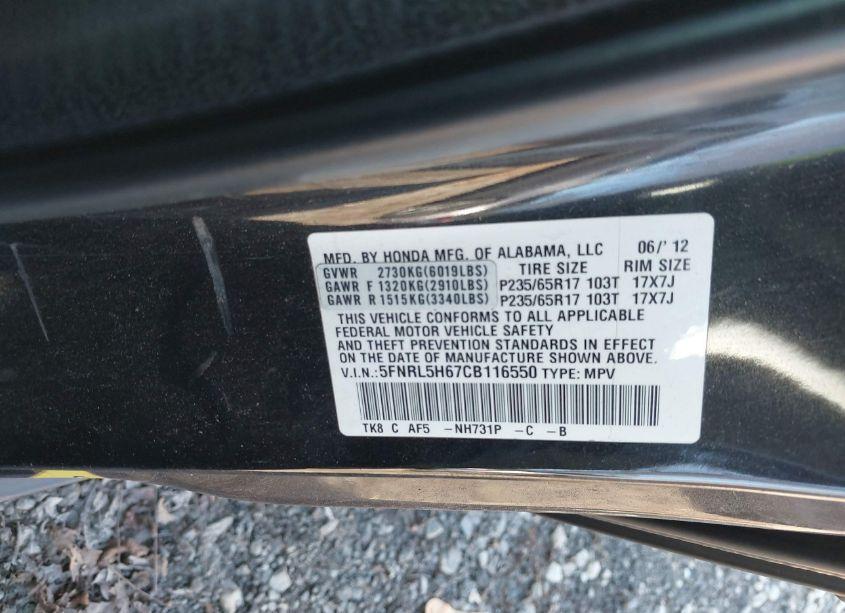 MFD. BY HONDA MFG. OF ALABAMA, LLC 06/' 12
GVWR 2730KG(6019LBS) TIRE SIZE RIM SIZE
GAWR F 1320KG(2910LBS) P235/65R17 103T 17X7J
GAWR R 1515KG(3340LBS) P235/65R17 103T 17X7J
THIS VEHICLE CONFORMS TO ALL APPLICABLE
FEDERAL MOTOR VEHICLE SAFETY
AND THEFT PREVENTION STANDARDS IN EFFECT
ON THE DATE OF MANUFACTURE SHOWN ABOVE.
V.I.N.:5FNRL5H67CB116550 TYPE: MPV
TK8 C AF5 -NH731P -C -B